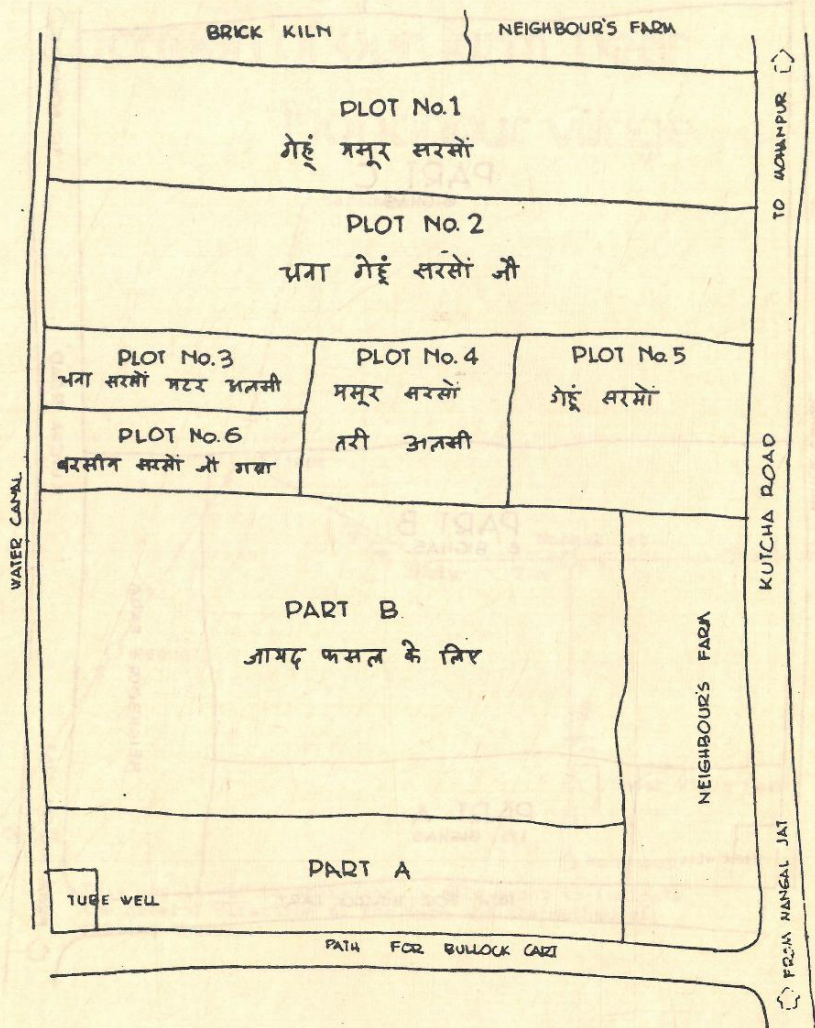 BRICK KILN
NEIGHBOUR'S FARM
PLOT No.1
गेहूं मसूर सरसों
PLOT No.2
चना गेहूं सरसों जौ
PLOT No.3
चना सरसों मटर अलसी
PLOT No.4
मसूर सरसों
तरी अलसी
PLOT No.5
गेहूं सरसों
PLOT No.6
बरसीन सरसों जौ गन्ना
PART B
जायद फसल के लिए
PART A
TUBE WELL
PATH FOR BULLOCK CART
WATER CANAL
NEIGHBOUR'S FARM
KUTCHA ROAD
TO MOHANPUR
FROM NANGAL JAT